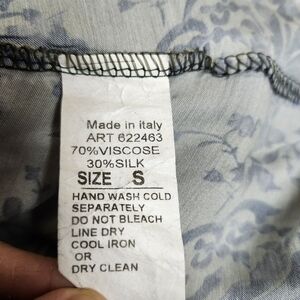 Made in italy
ART 622463
70%VISCOSE
30%SILK
SIZE S
HAND WASH COLD
SEPARATELY
DO NOT BLEACH
LINE DRY
COOL IRON
OR
DRY CLEAN